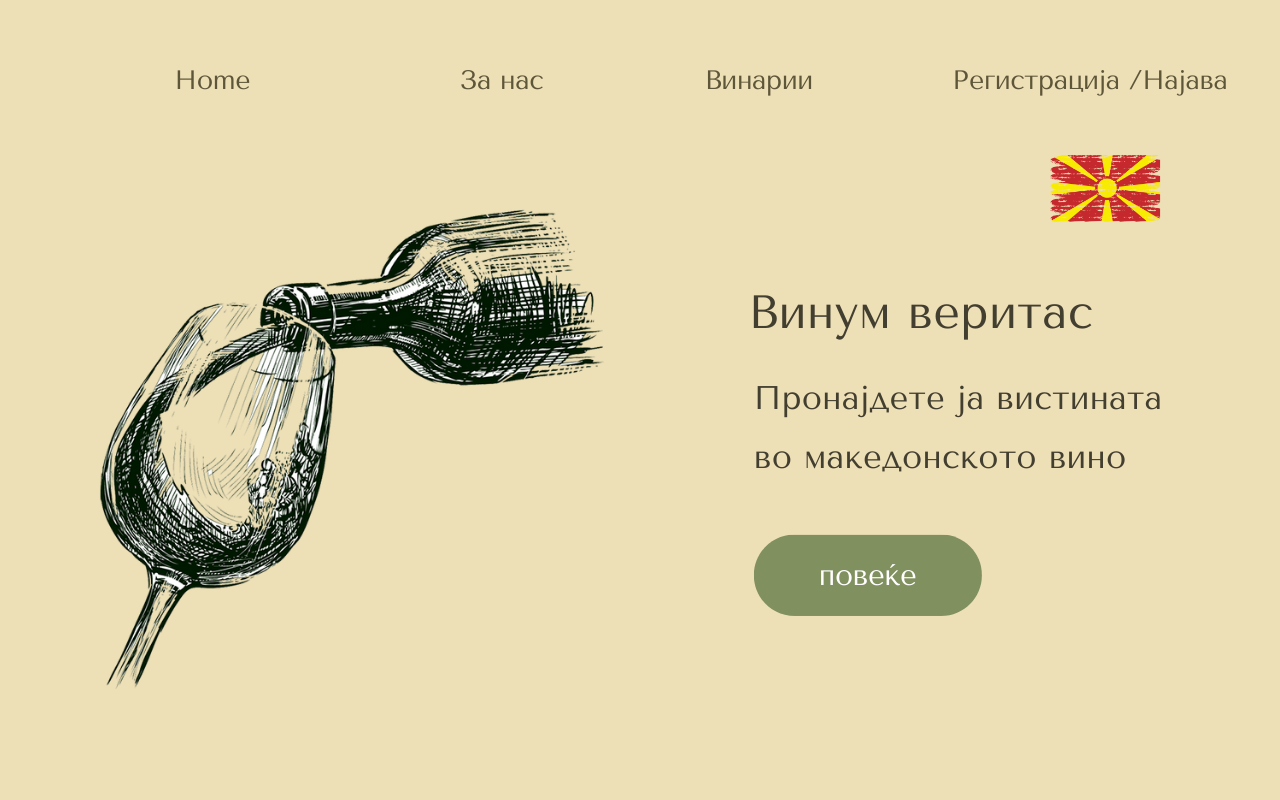 Home
За нас
Винарии
Регистрација /Најава
Винум веритас
Пронајдете ја вистината
во македонското вино
повеќе